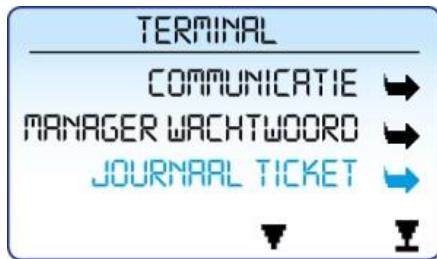 TERMINAL
COMMUNICATIE
MANAGER WACHTWOORD
JOURNAAL TICKET